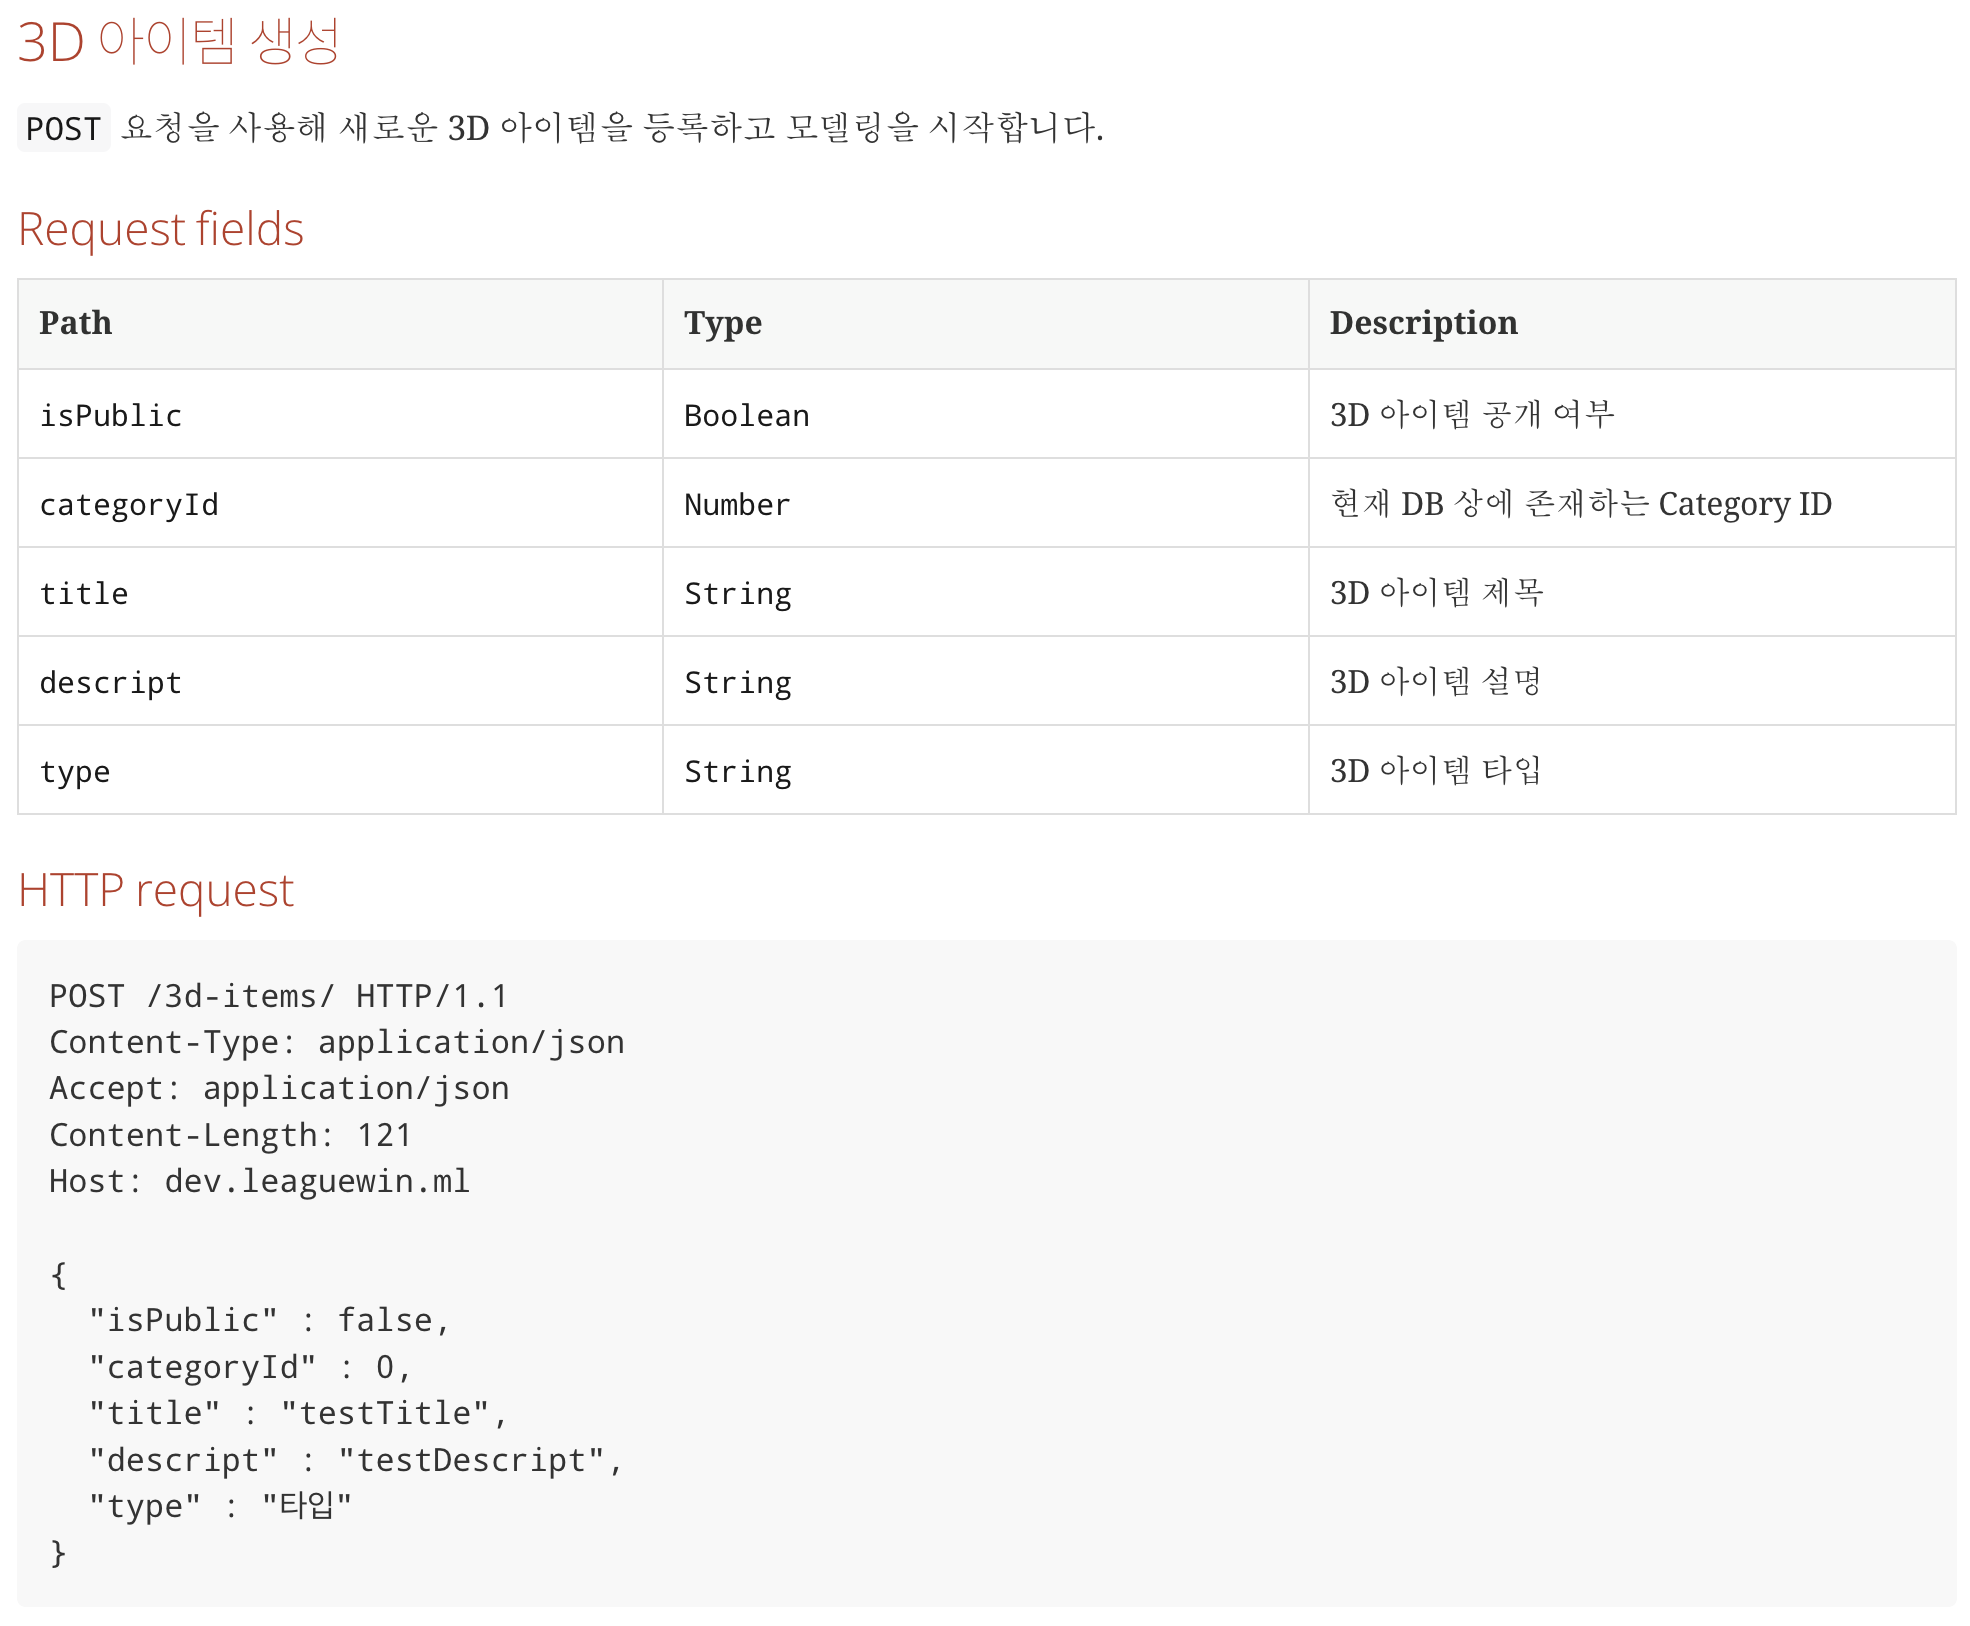 3D 아이템 생성
POST 요청을 사용해 새로운 3D 아이템을 등록하고 모델링을 시작합니다.
Request fields
Path Type Description
isPublic Boolean 3D 아이템 공개 여부
categoryId Number 현재 DB 상에 존재하는 Category ID
title String 3D 아이템 제목
descript String 3D 아이템 설명
type String 3D 아이템 타입
HTTP request
POST /3d-items/ HTTP/1.1
Content-Type: application/json
Accept: application/json
Content-Length: 121
Host: dev.leaguewin.ml
{
  "isPublic" : false,
  "categoryId" : 0,
  "title" : "testTitle",
  "descript" : "testDescript",
  "type" : "타입"
}